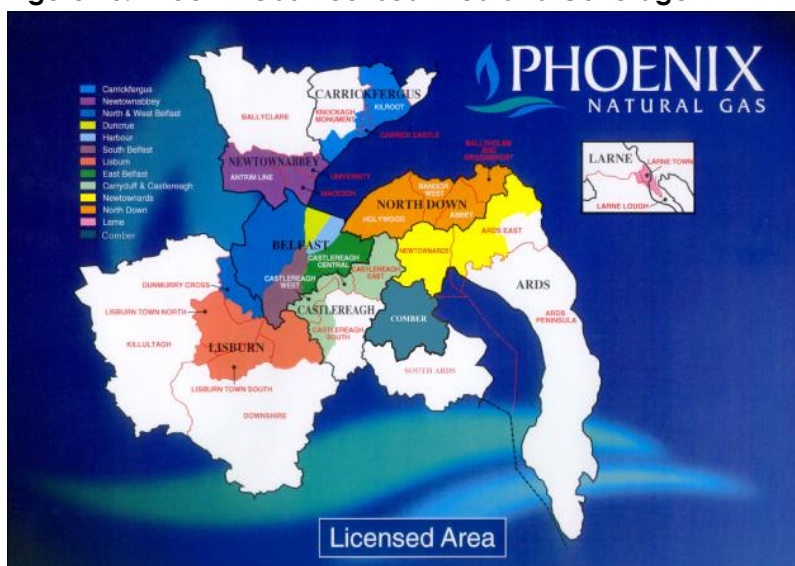 PHOENIX
NATURAL GAS
Carrickfergus
Newtownabbey
North & West Belfast
Duncrue
Harbour
South Belfast
Lisburn
East Belfast
Carryduff & Castlereagh
Newtownards
North Down
Larne
Comber
CARRICKFERGUS
BALLYCLARE
KNOCKAGH
MONUMENT
KILROOT
CARRICK CASTLE
NEWTOWNABBEY
ANTRIM LINE
UNIVERSITY
BALLYHOLME
AND
GROOMSPORT
LARNE
LARNE TOWN
LARNE LOUGH
BANGOR
WEST
NORTH DOWN
HOLYWOOD
ABBEY
BELFAST
CASTLEREAGH
CENTRAL
NEWTOWNARDS
ARDS EAST
CASTLEREAGH
EAST
CASTLEREAGH
WEST
DUNMURRY CROSS
ARDS
LISBURN TOWN NORTH
CASTLEREAGH
COMBER
ARDS
PENINSULA
CASTLEREAGH
SOUTH
KILLULTAGH
LISBURN
SOUTH ARDS
LISBURN TOWN SOUTH
DOWNSHIRE
Licensed Area